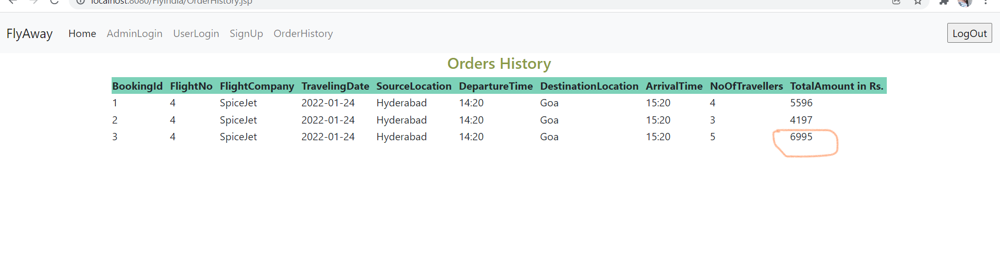 localhost:8080/FlyIndia/OrderHistory.jsp
FlyAway Home AdminLogin UserLogin SignUp OrderHistory LogOut
Orders History
BookingId FlightNo FlightCompany TravelingDate SourceLocation DepartureTime DestinationLocation ArrivalTime NoOfTravellers TotalAmount in Rs.
1 4 SpiceJet 2022-01-24 Hyderabad 14:20 Goa 15:20 4 5596
2 4 SpiceJet 2022-01-24 Hyderabad 14:20 Goa 15:20 3 4197
3 4 SpiceJet 2022-01-24 Hyderabad 14:20 Goa 15:20 5 6995